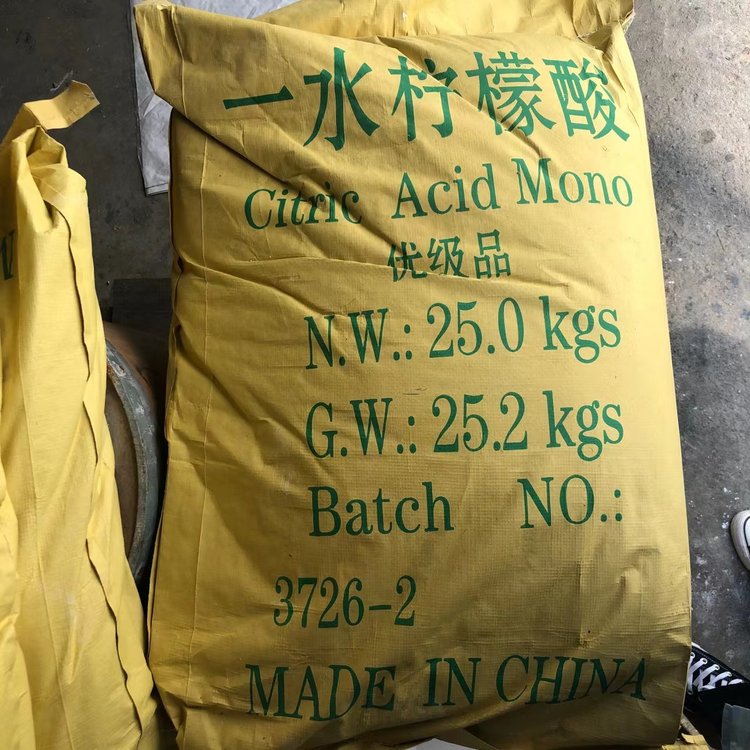 一水柠檬酸
Citric Acid Mono
优级品
N.W.: 25.0 kgs
G.W.: 25.2 kgs
Batch NO.:
3726-2
MADE IN CHINA